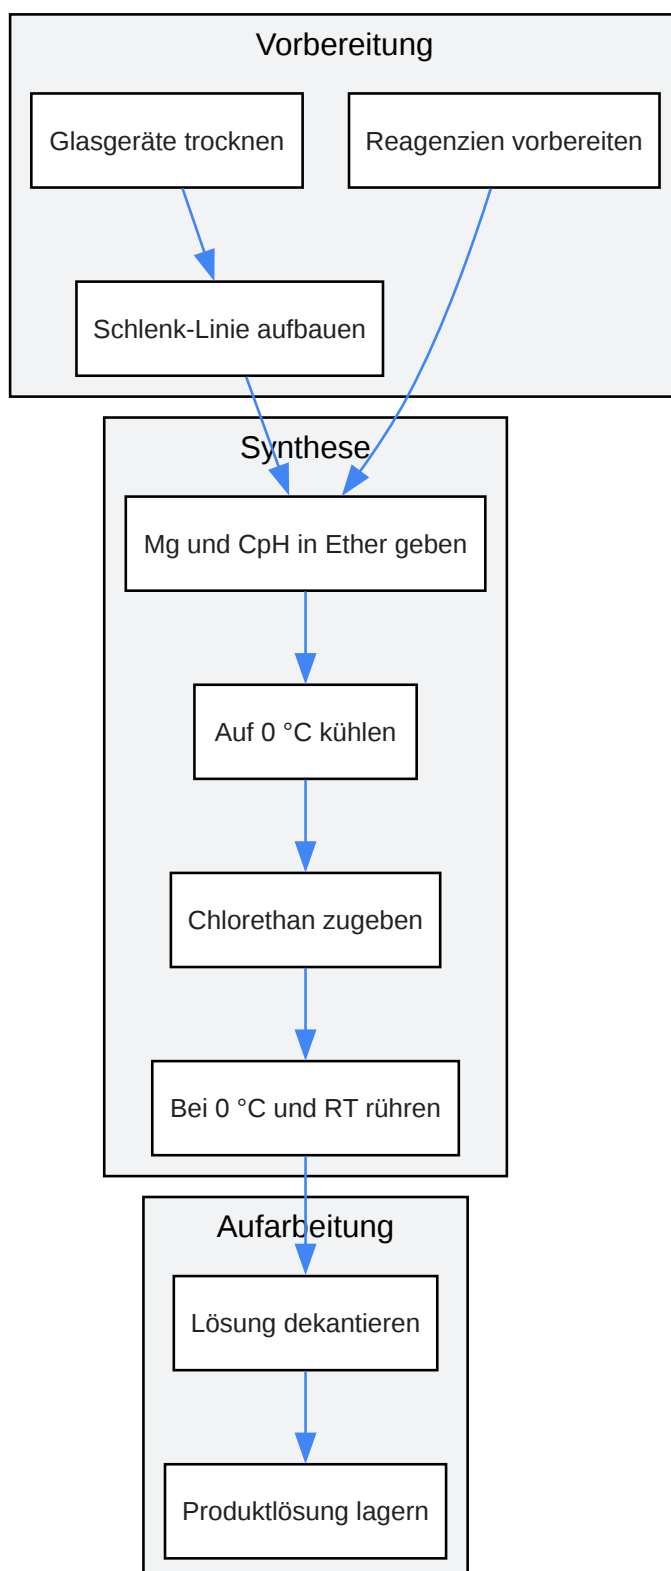 Vorbereitung
Glasgeräte trocknen
Reagenzien vorbereiten
Schlenk-Linie aufbauen
Synthese
Mg und CpH in Ether geben
Auf 0 °C kühlen
Chlorethan zugeben
Bei 0 °C und RT rühren
Aufarbeitung
Lösung dekantieren
Produktlösung lagern